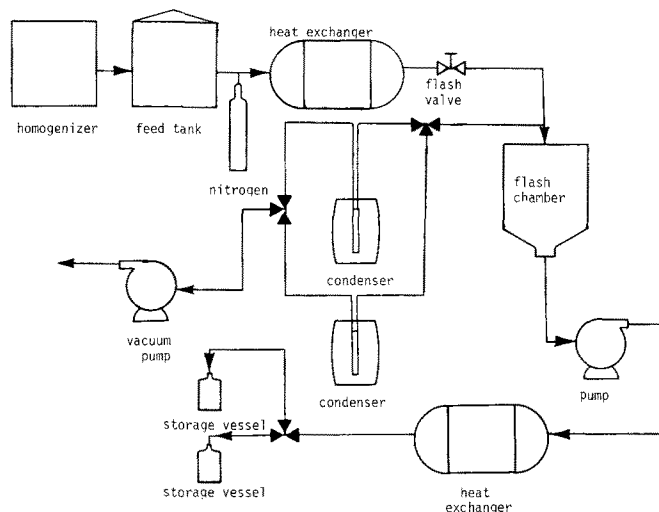 heat exchanger
homogenizer
feed tank
flash
valve
nitrogen
flash
chamber
condenser
vacuum
pump
condenser
pump
storage vessel
storage vessel
heat
exchanger